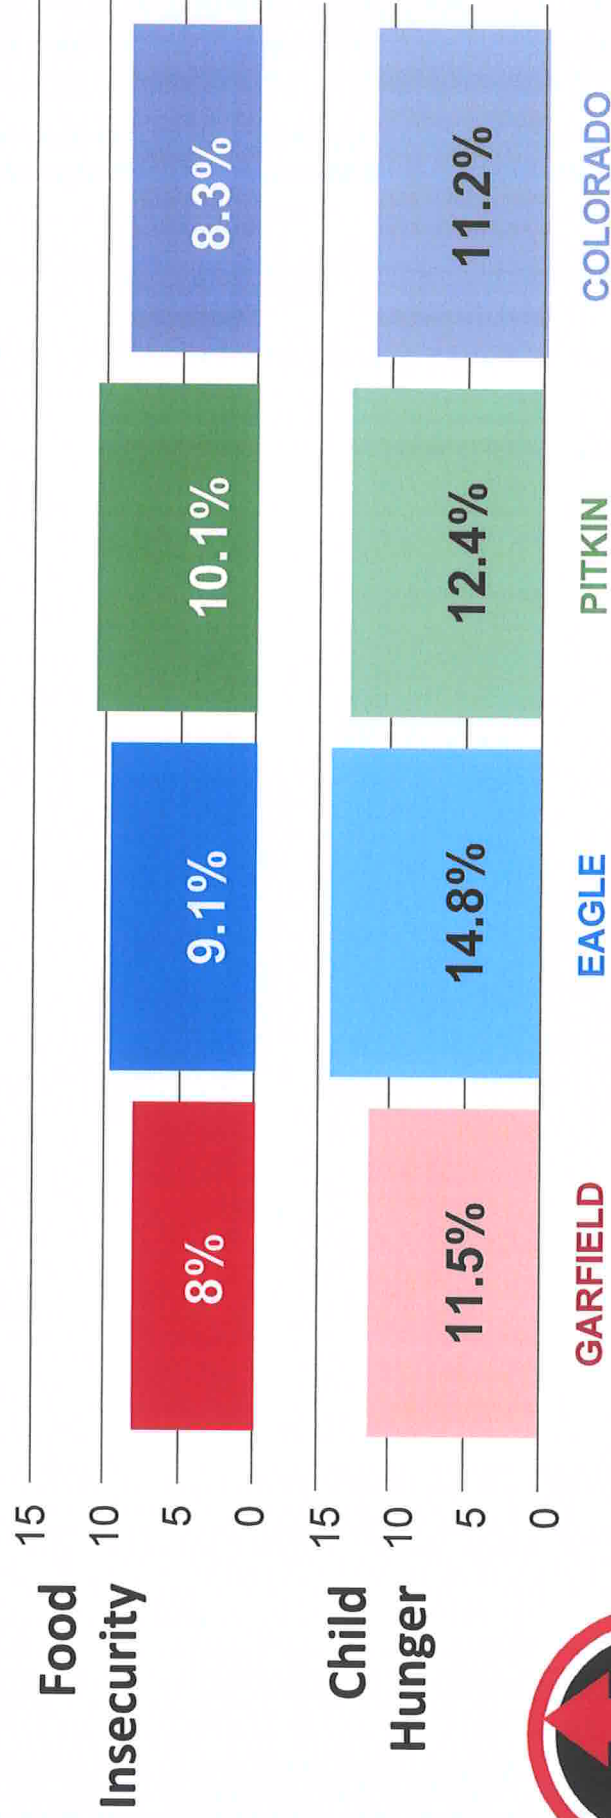 Food
Insecurity
15
10
5
0
8%
9.1%
10.1%
8.3%
Child
Hunger
15
10
5
0
11.5%
14.8%
12.4%
11.2%
GARFIELD
EAGLE
PITKIN
COLORADO